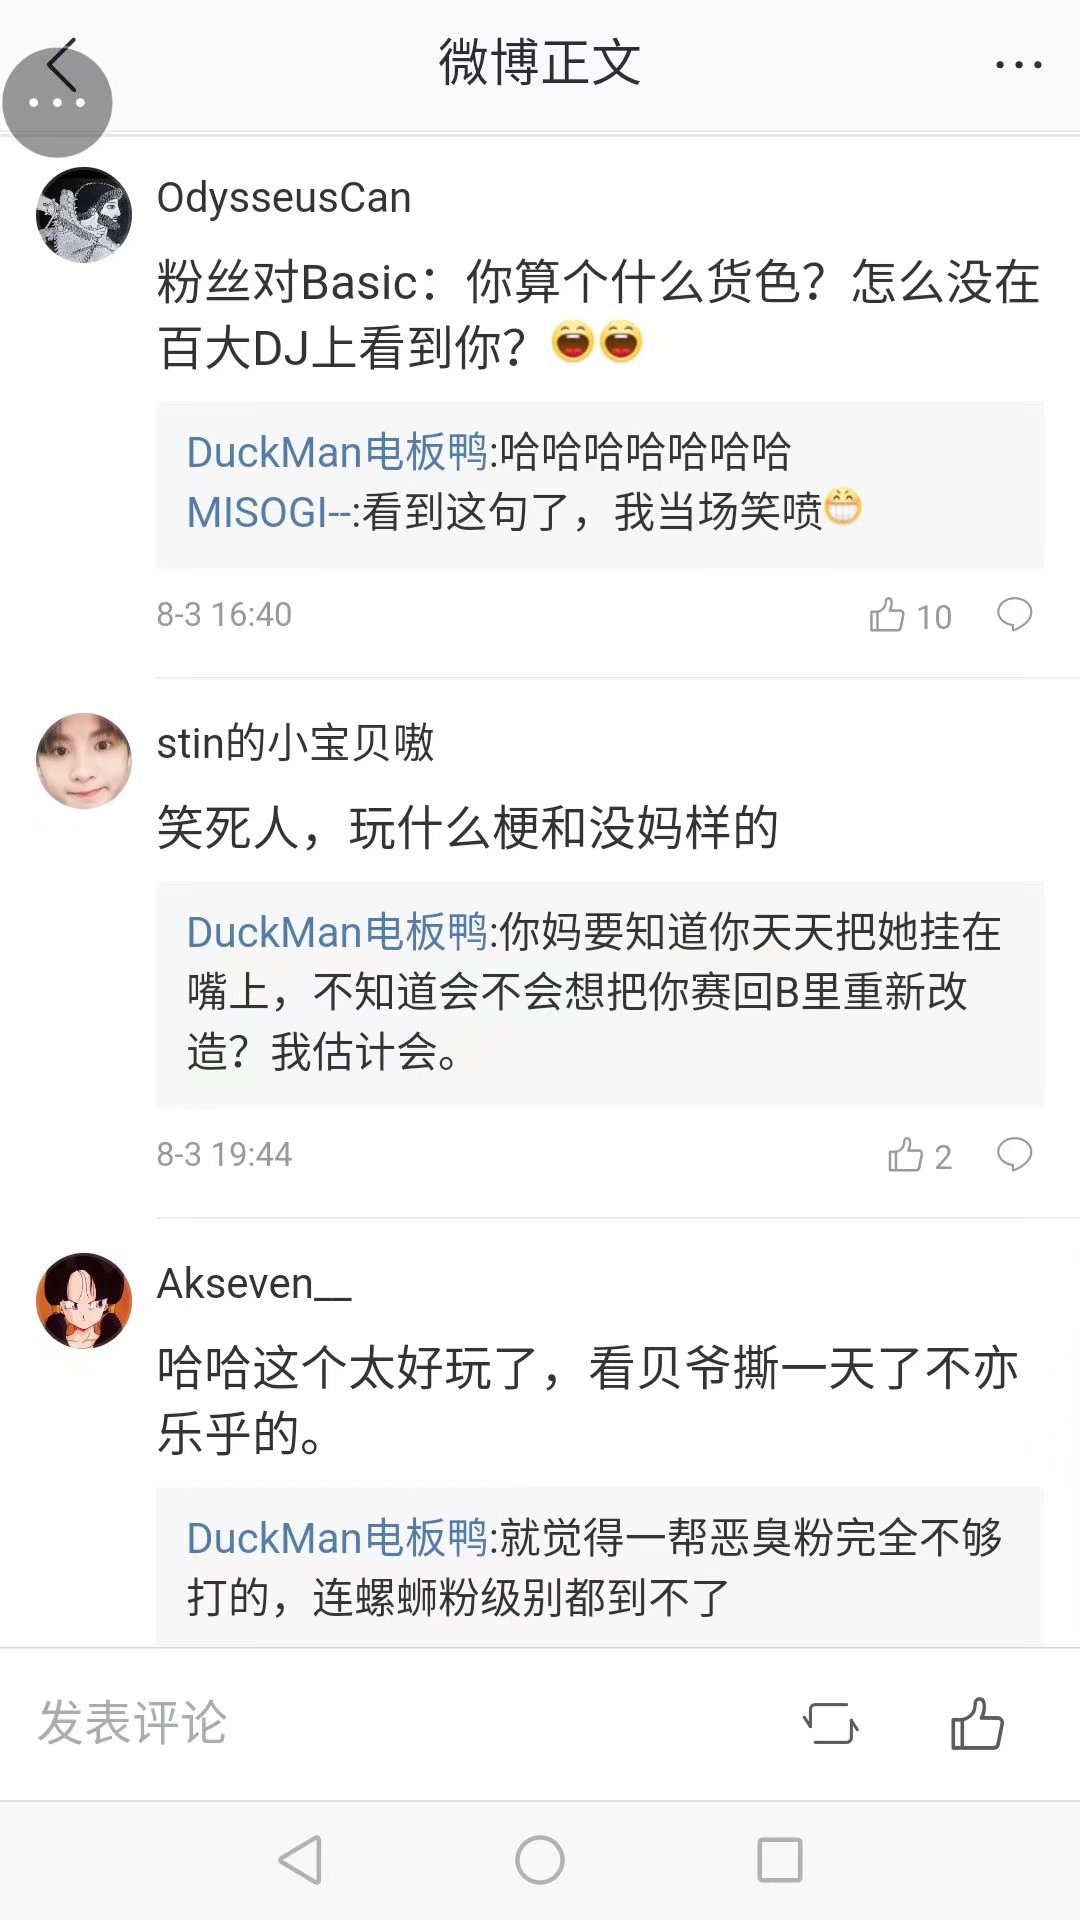 微博正文
OdysseusCan
粉丝对Basic：你算个什么货色？怎么没在
百大DJ上看到你？
DuckMan电板鸭:哈哈哈哈哈哈哈
MISOGI--:看到这句了，我当场笑喷
8-3 16:40
10
stin的小宝贝嗷
笑死人，玩什么梗和没妈样的
DuckMan电板鸭:你妈要知道你天天把她挂在
嘴上，不知道会不会想把你赛回B里重新改
造？我估计会。
8-3 19:44
2
Akseven__
哈哈这个太好玩了，看贝爷撕一天了不亦
乐乎的。
DuckMan电板鸭:就觉得一帮恶臭粉完全不够
打的，连螺蛳粉级别都到不了
发表评论